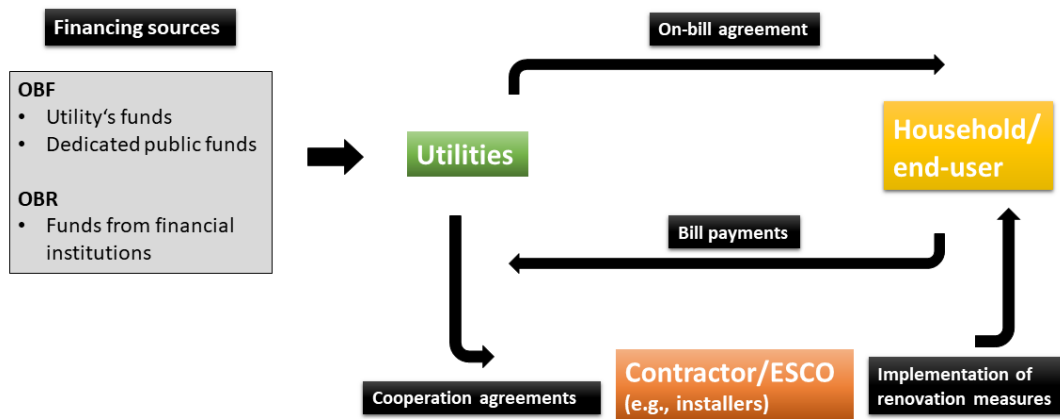 Financing sources
OBF
• Utility‘s funds
• Dedicated public funds
OBR
• Funds from financial
institutions
On-bill agreement
Utilities
Household/
end-user
Bill payments
Cooperation agreements
Contractor/ESCO
(e.g., installers)
Implementation of
renovation measures